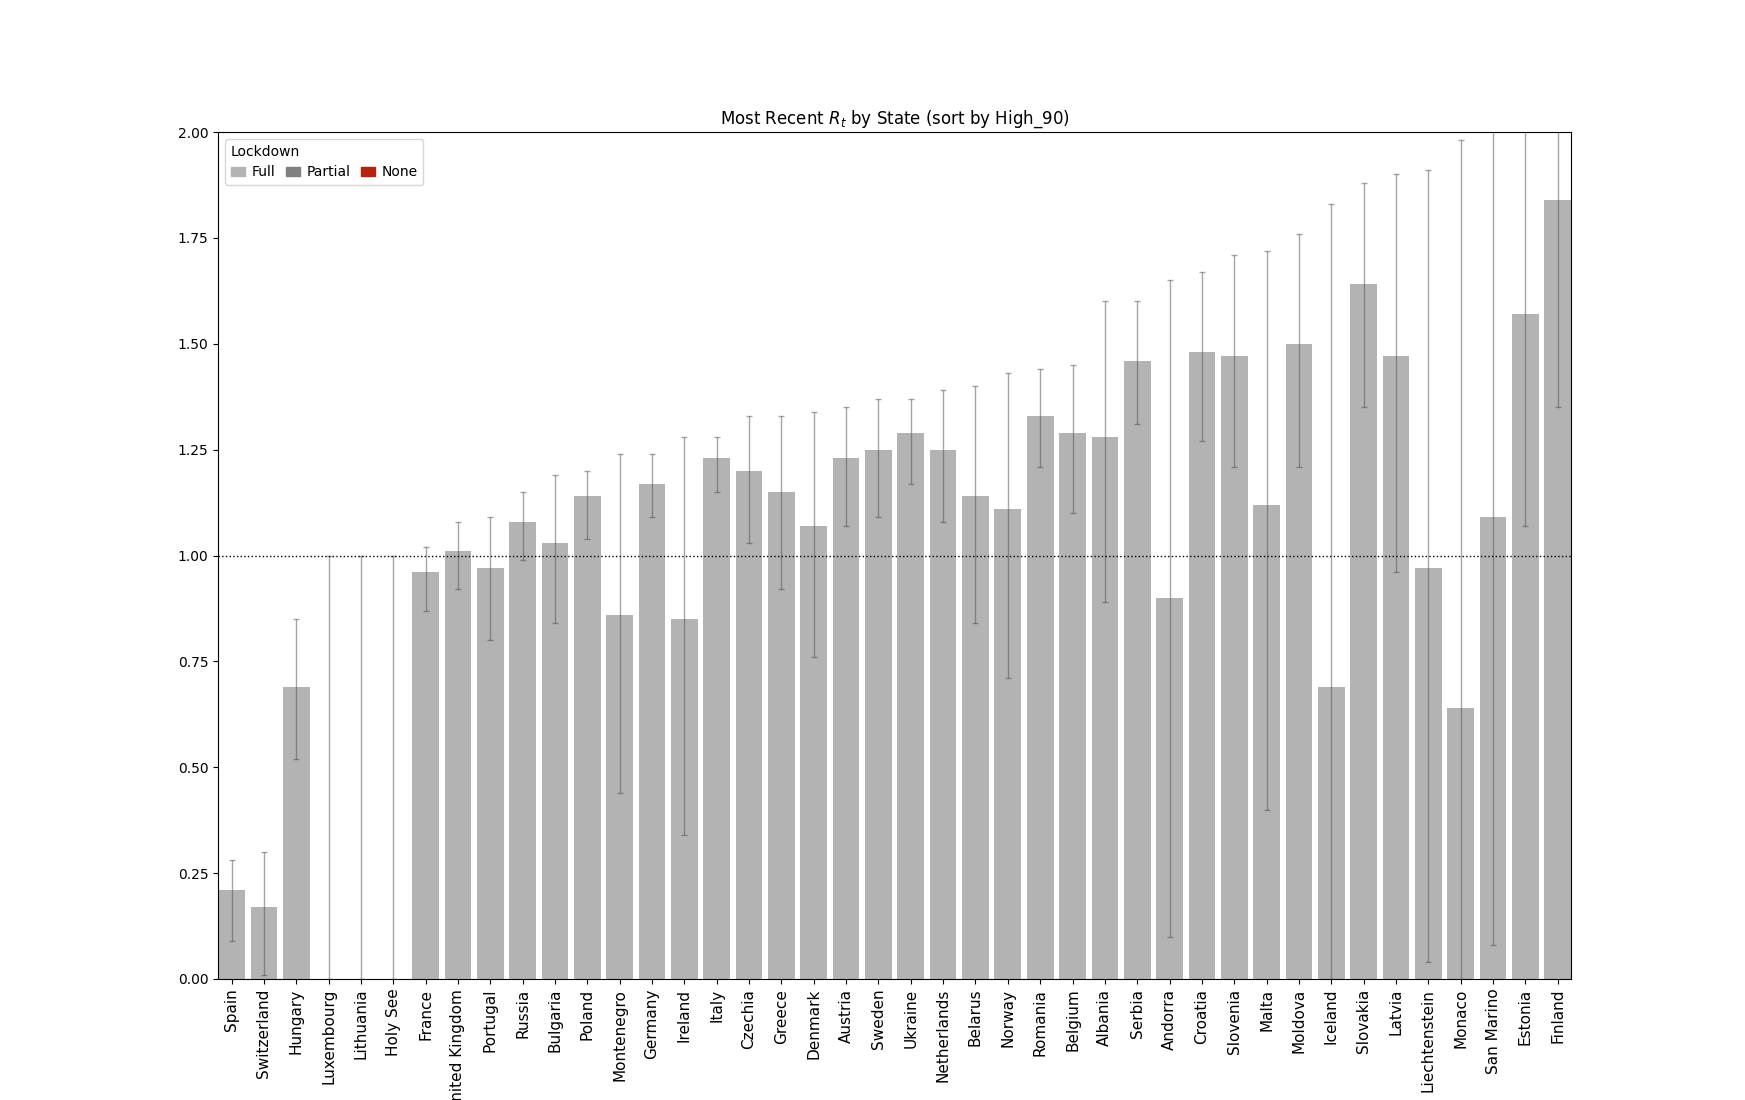 Most Recent Rt by State (sort by High_90)
Lockdown
Full Partial None
2.00
1.75
1.50
1.25
1.00
0.75
0.50
0.25
0.00
Spain
Switzerland
Hungary
Luxembourg
Lithuania
Holy See
France
nited Kingdom
Portugal
Russia
Bulgaria
Poland
Montenegro
Germany
Ireland
Italy
Czechia
Greece
Denmark
Austria
Sweden
Ukraine
Netherlands
Belarus
Norway
Romania
Belgium
Albania
Serbia
Andorra
Croatia
Slovenia
Malta
Moldova
Iceland
Slovakia
Latvia
Liechtenstein
Monaco
San Marino
Estonia
Finland